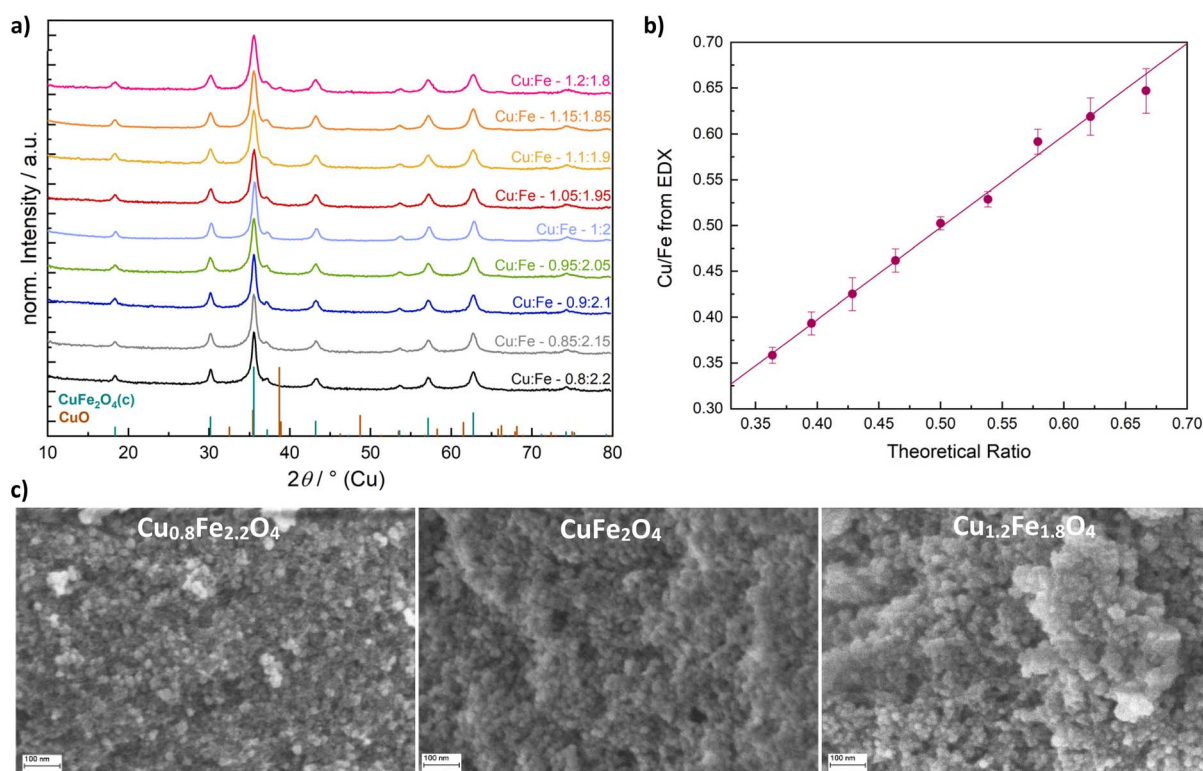 a)
norm. Intensity / a.u.
Cu:Fe - 1.2:1.8
Cu:Fe - 1.15:1.85
Cu:Fe - 1.1:1.9
Cu:Fe - 1.05:1.95
Cu:Fe - 1:2
Cu:Fe - 0.95:2.05
Cu:Fe - 0.9:2.1
Cu:Fe - 0.85:2.15
Cu:Fe - 0.8:2.2
CuFe₂O₄(c)
CuO
10 20 30 40 50 60 70 80
2θ / ° (Cu)
b)
Cu/Fe from EDX
0.70
0.65
0.60
0.55
0.50
0.45
0.40
0.35
0.30
0.35 0.40 0.45 0.50 0.55 0.60 0.65 0.70
Theoretical Ratio
c)
Cu₀.₈Fe₂.₂O₄
100 nm
CuFe₂O₄
100 nm
Cu₁.₂Fe₁.₈O₄
100 nm